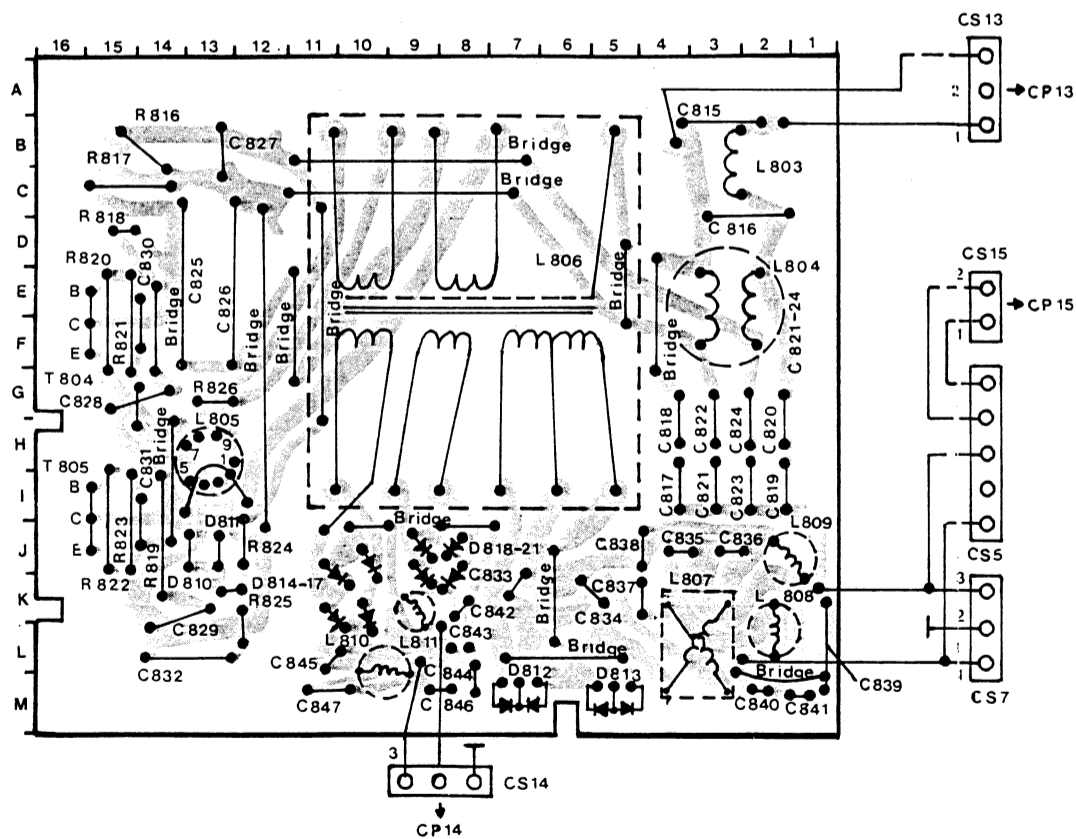 CS13
16 15 14 13 12 11 10 9 8 7 6 5 4 3 2 1
A
2
CP13
R816
C815
1
B
C827
Bridge
R817
L803
C
Bridge
R818
C816
D
CS15
R820
C830
L806
L804
2
B
E
C825
C826
Bridge
Bridge
CP15
C
R821
Bridge
Bridge
Bridge
C821-24
1
E
F
T804
C828
R826
G
L805
C818
C822
C824
C820
H
Bridge
7
9
T805
C831
5
1
B
I
C817
C821
C823
C819
C
D811
Bridge
L809
E
J
R823
R819
R824
D818-21
C838
C835
C836
CS5
R822
D810
D814-17
C833
C837
L807
L
808
3
K
R825
C842
Bridge
C834
2
C829
L810
L811
C843
L
C832
C845
C844
Bridge
Bridge
C839
1
1
D812
D813
C847
C846
C840
C841
CS7
M
3
CS14
CP14